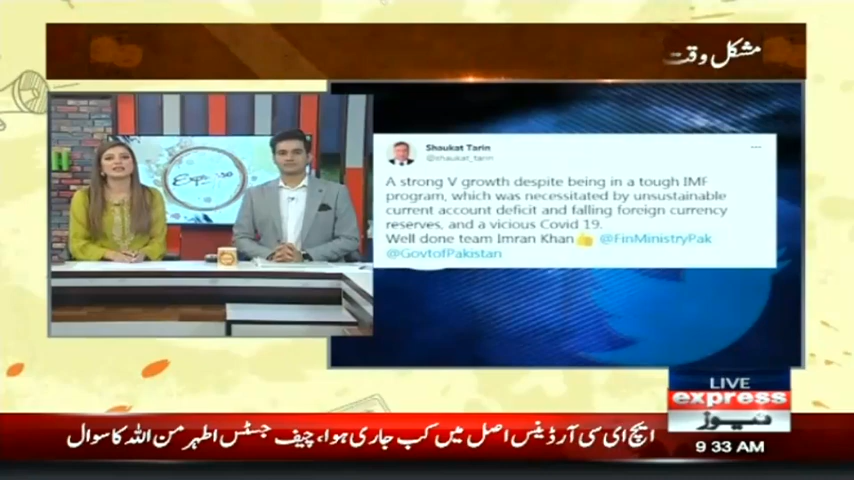 مشکل وقت
Expresso
Shaukat Tarin
@shaukat_tarin
A strong V growth despite being in a tough IMF
program, which was necessitated by unsustainable
current account deficit and falling foreign currency
reserves, and a vicious Covid 19.
Well done team Imran Khan👍 @FinMinistryPak
@GovtofPakistan
LIVE
express
نیوز
9:33 AM
ایچ ای سی آرڈیننس اصل میں کب جاری ہوا، چیف جسٹس اطہر من اللہ کا سوال